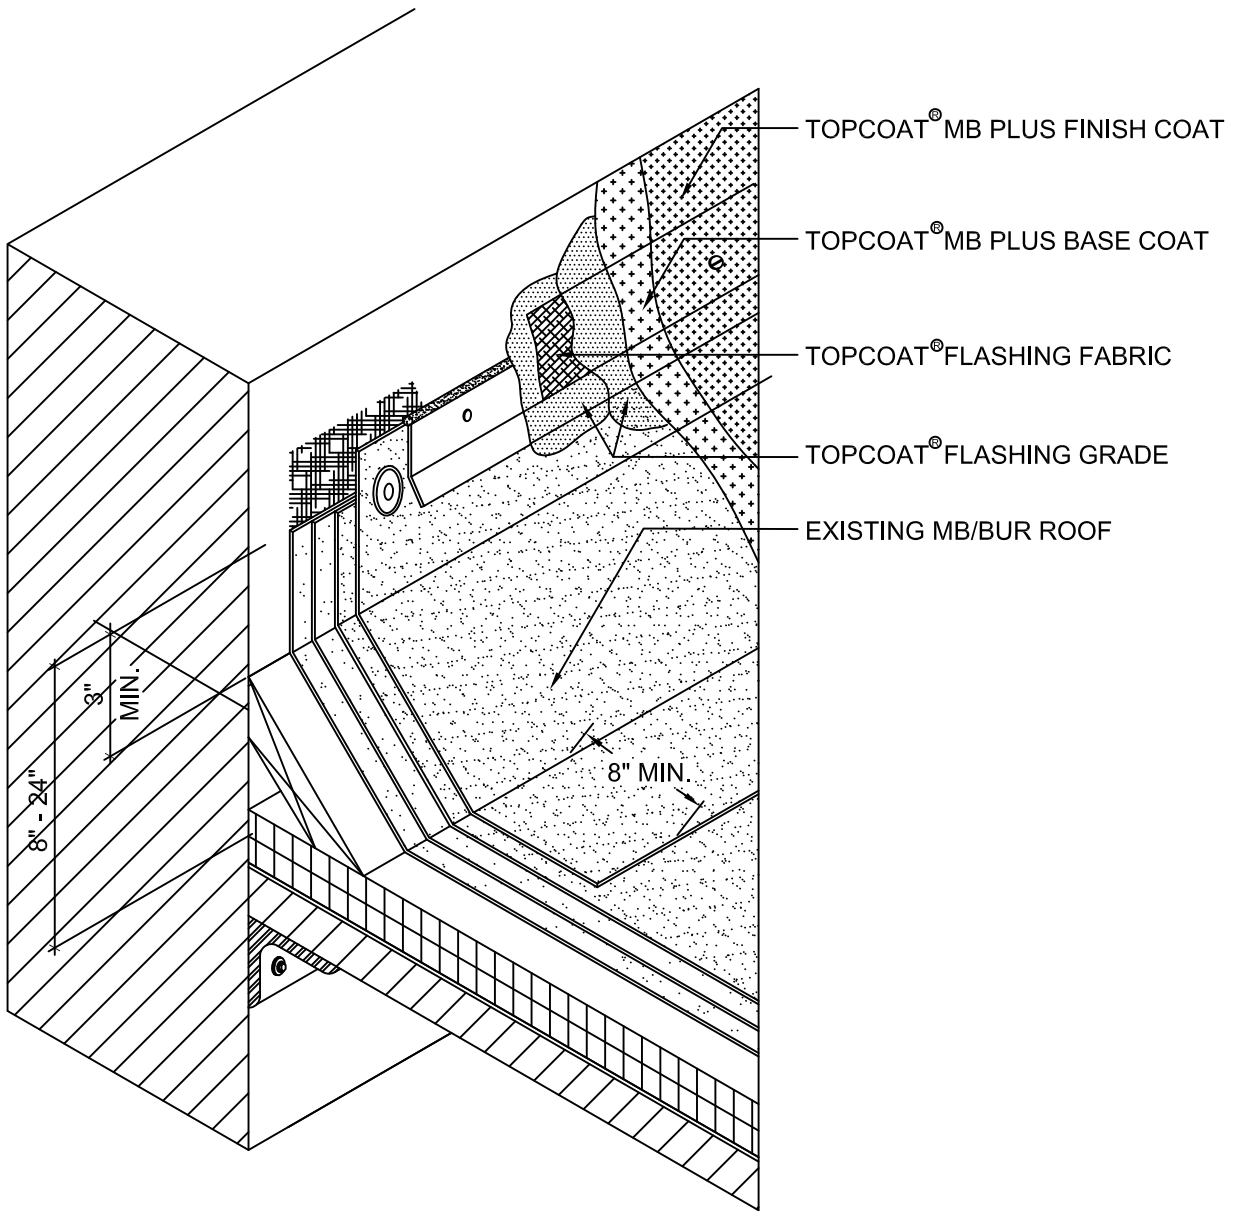 TOPCOAT® MB PLUS FINISH COAT
TOPCOAT® MB PLUS BASE COAT
TOPCOAT® FLASHING FABRIC
TOPCOAT® FLASHING GRADE
EXISTING MB/BUR ROOF
3"
MIN.
8" - 24"
8" MIN.